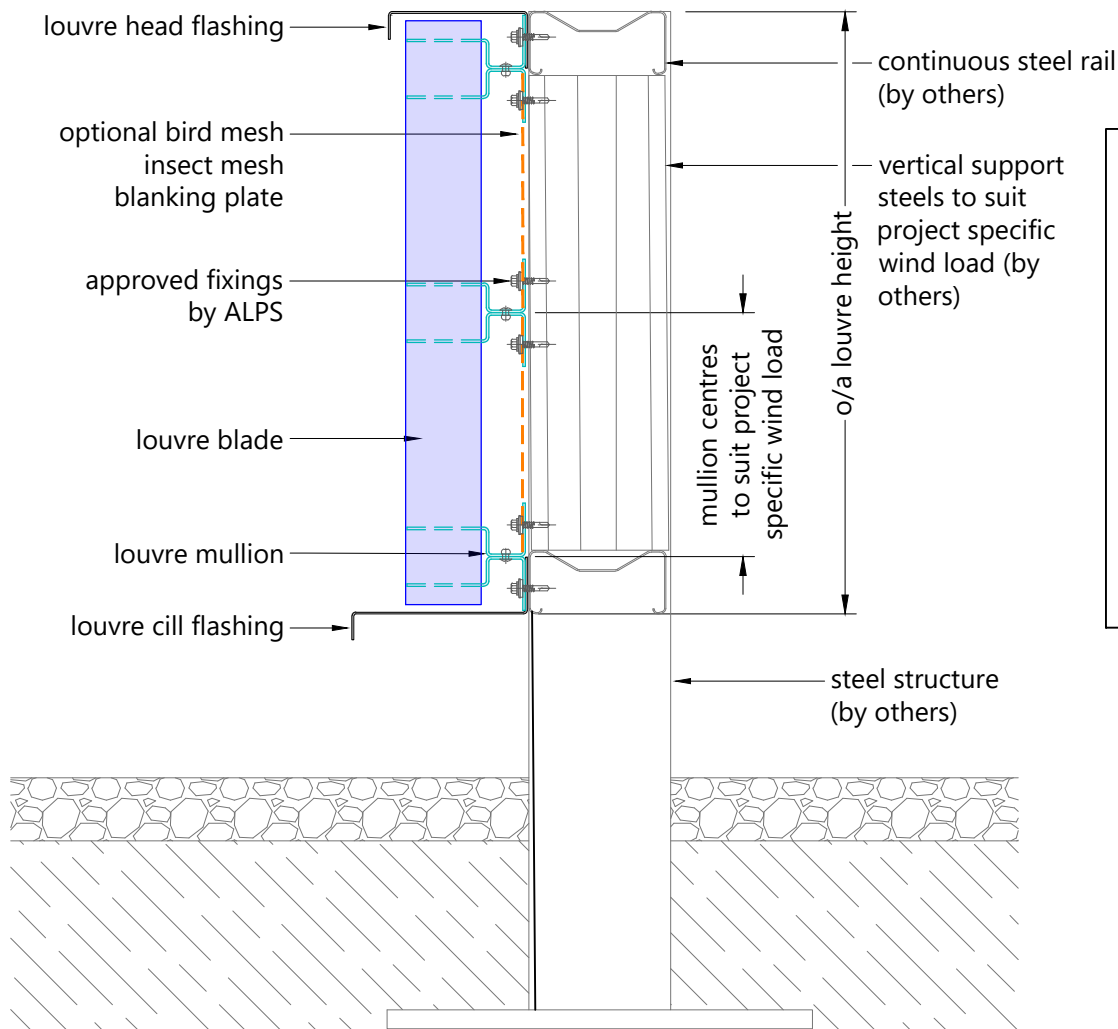 louvre head flashing
optional bird mesh
insect mesh
blanking plate
approved fixings
by ALPS
louvre blade
louvre mullion
louvre cill flashing
continuous steel rail
(by others)
vertical support
steels to suit
project specific
wind load (by
others)
o/a louvre height
mullion centres
to suit project
specific wind load
steel structure
(by others)